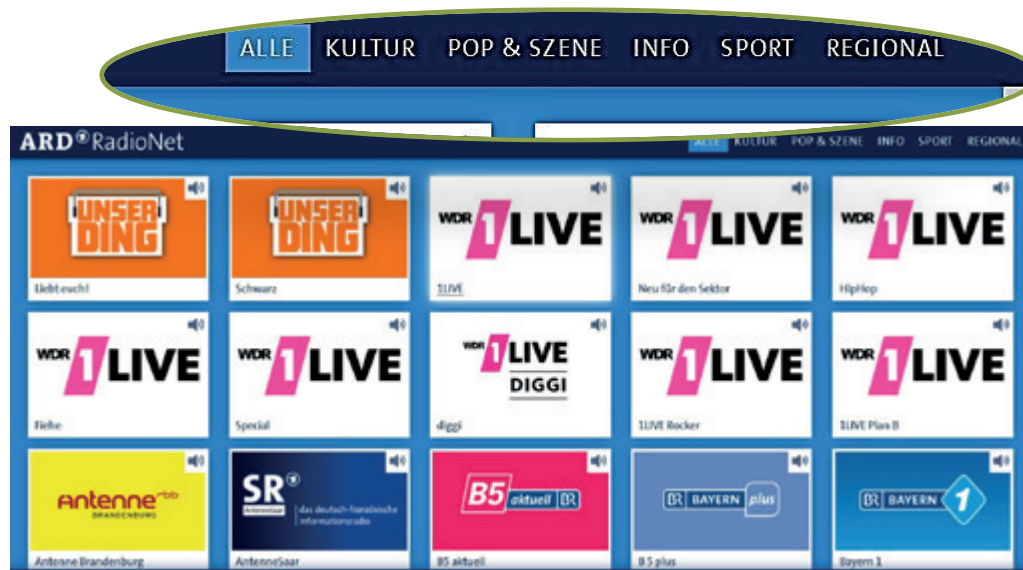 ALLE KULTUR POP & SZENE INFO SPORT REGIONAL
ARD RadioNet ALLE KULTUR POP & SZENE INFO SPORT REGIONAL
UNSER DING
Liebt euch!
UNSER DING
Schwarz
WDR 1LIVE
1LIVE
WDR 1LIVE
Neu für den Sektor
WDR 1LIVE
HipHop
WDR 1LIVE
Fiehe
WDR 1LIVE
Special
WDR 1LIVE
DIGGI
diggi
WDR 1LIVE
1LIVE Rocker
WDR 1LIVE
1LIVE Plan B
Antenne rbb
BRANDENBURG
Antenne Brandenburg
SR
AntenneSaar
das deutsch-französische
informationsradio
AntenneSaar
B5 aktuell BR
B5 aktuell
BR BAYERN plus
B 5 plus
BR BAYERN 1
Bayern 1